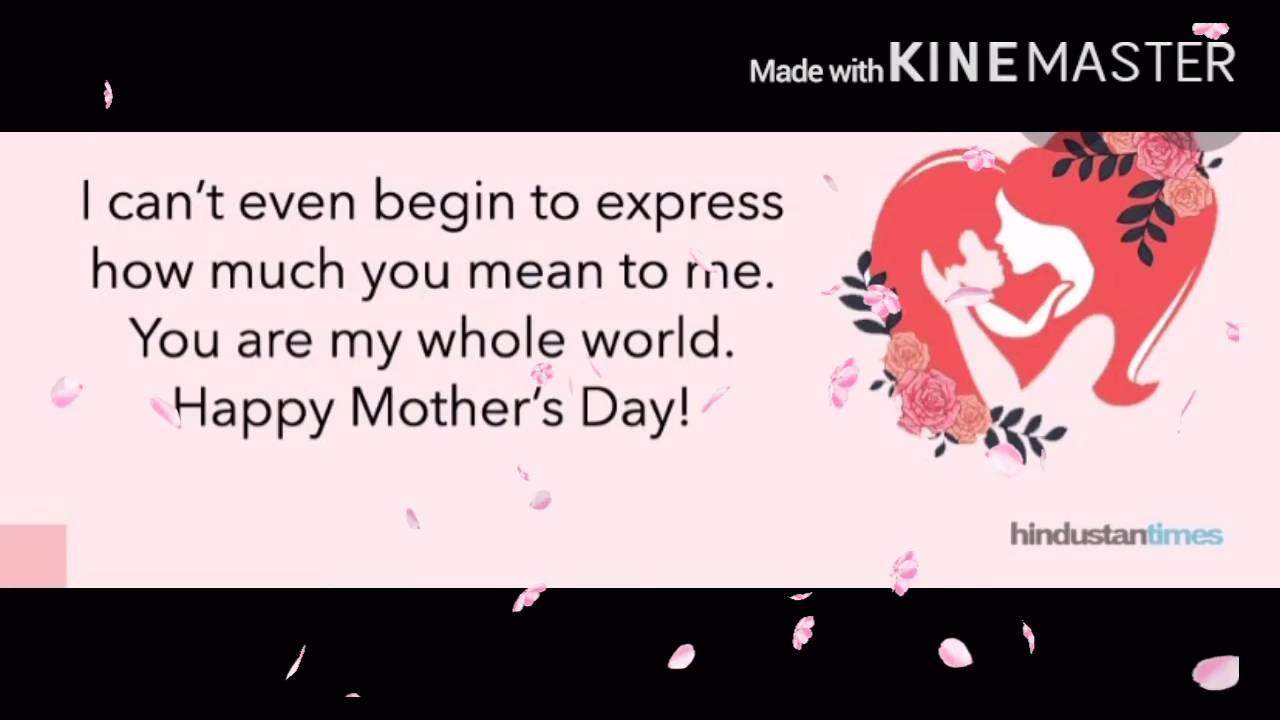 Made with KINEMASTER
I can’t even begin to express
how much you mean to me.
You are my whole world.
Happy Mother’s Day!
hindustantimes